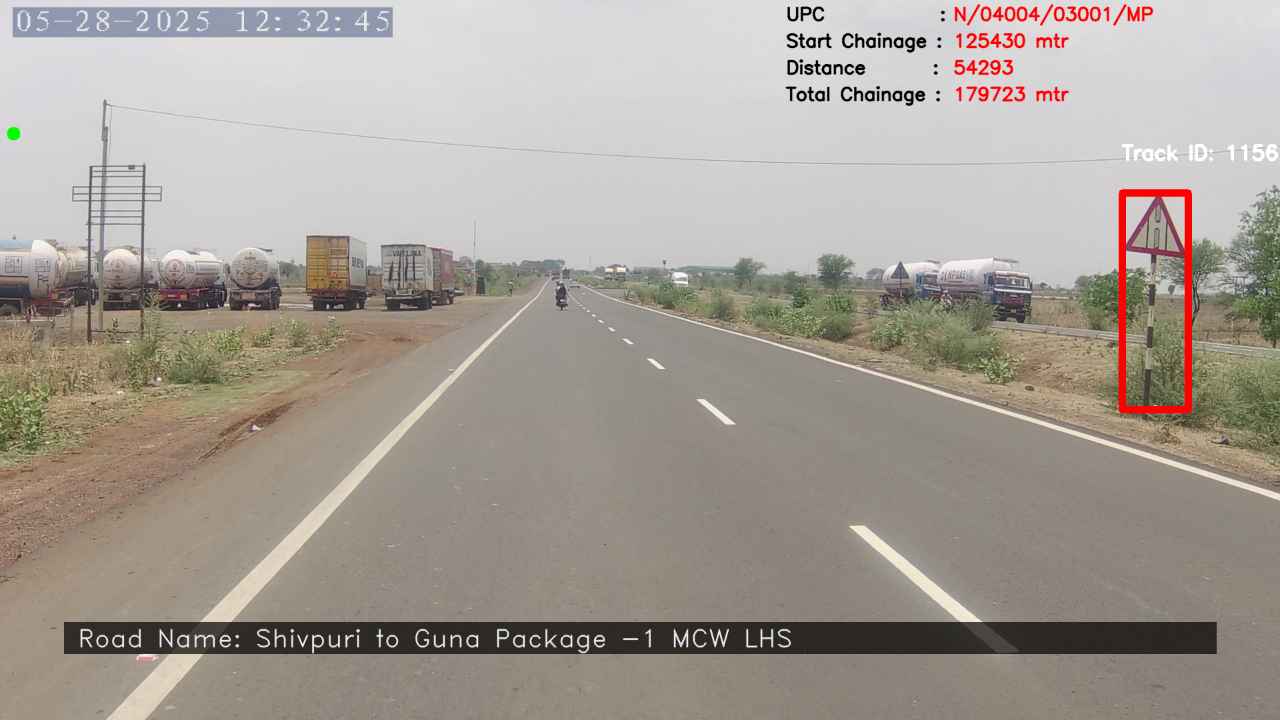 05-28-2025 12:32:45
UPC : N/04004/03001/MP
Start Chainage : 125430 mtr
Distance : 54293
Total Chainage : 179723 mtr
Track ID: 1156
Road Name: Shivpuri to Guna Package -1 MCW LHS